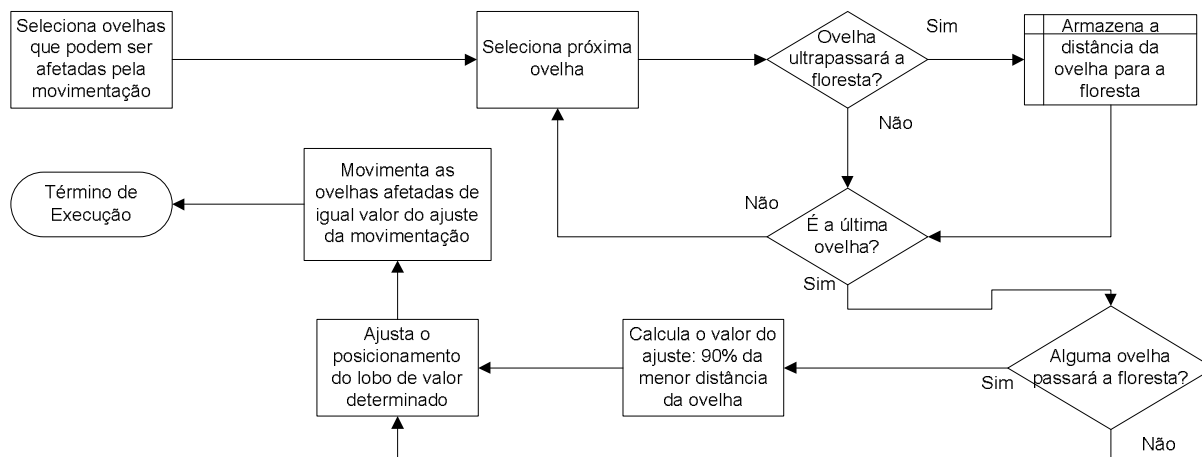 Seleciona ovelhas
que podem ser
afetadas pela
movimentação
Seleciona próxima
ovelha
Ovelha
ultrapassará a
floresta?
Sim
Armazena a
distância da
ovelha para a
floresta
Não
Término de
Execução
Movimenta as
ovelhas afetadas de
igual valor do ajuste
da movimentação
Não
É a última
ovelha?
Sim
Ajusta o
posicionamento
do lobo de valor
determinado
Calcula o valor do
ajuste: 90% da
menor distância
da ovelha
Sim
Alguma ovelha
passará a floresta?
Não